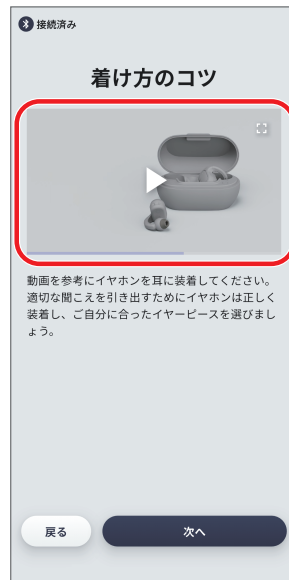 接続済み
着け方のコツ
動画を参考にイヤホンを耳に装着してください。
適切な聞こえを引き出すためにイヤホンは正しく
装着し、ご自分に合ったイヤーピースを選びまし
ょう。
戻る
次へ